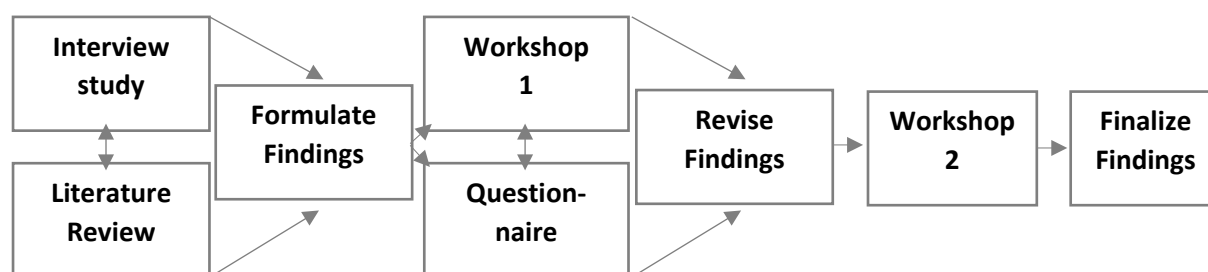 Interview
study
Literature
Review
Formulate
Findings
Workshop
1
Question-
naire
Revise
Findings
Workshop
2
Finalize
Findings